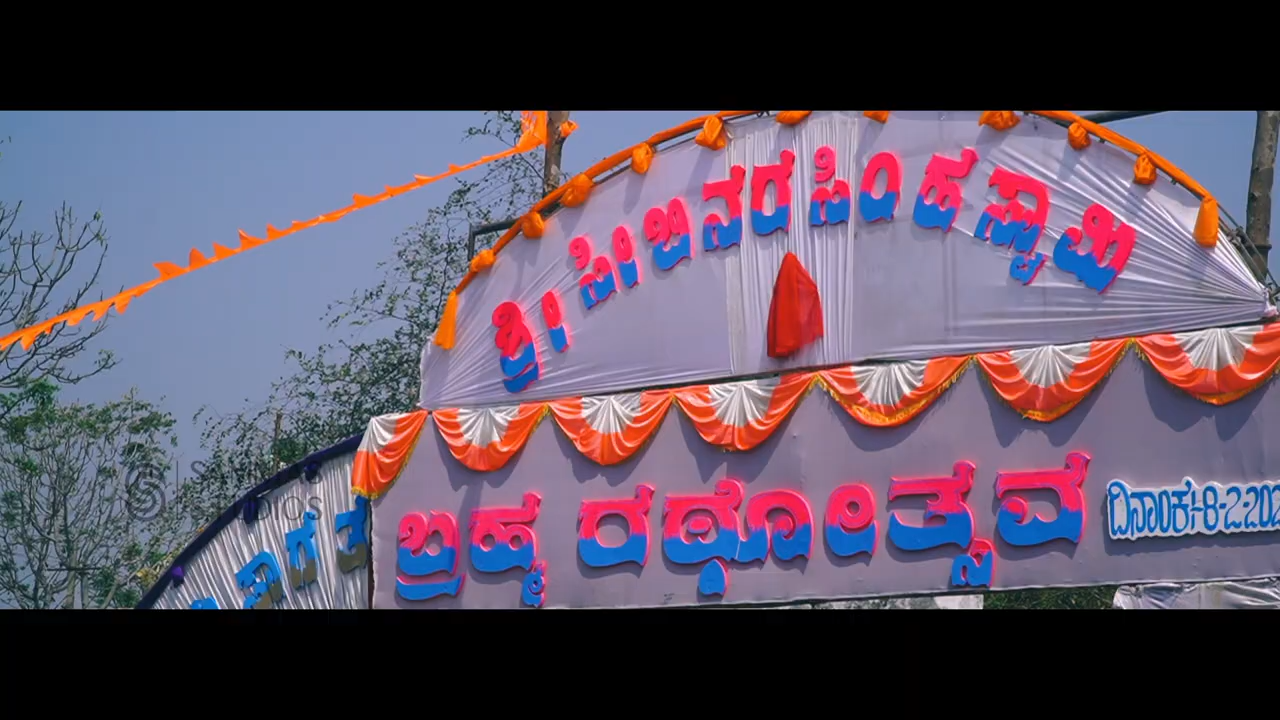 ಶ್ರೀ ಸೀಬಿನರಸಿಂಹಸ್ವಾಮಿ
ಬ್ರಹ್ಮ ರಥೋತ್ಸವ
ದಿನಾಂಕ:-8-2-202